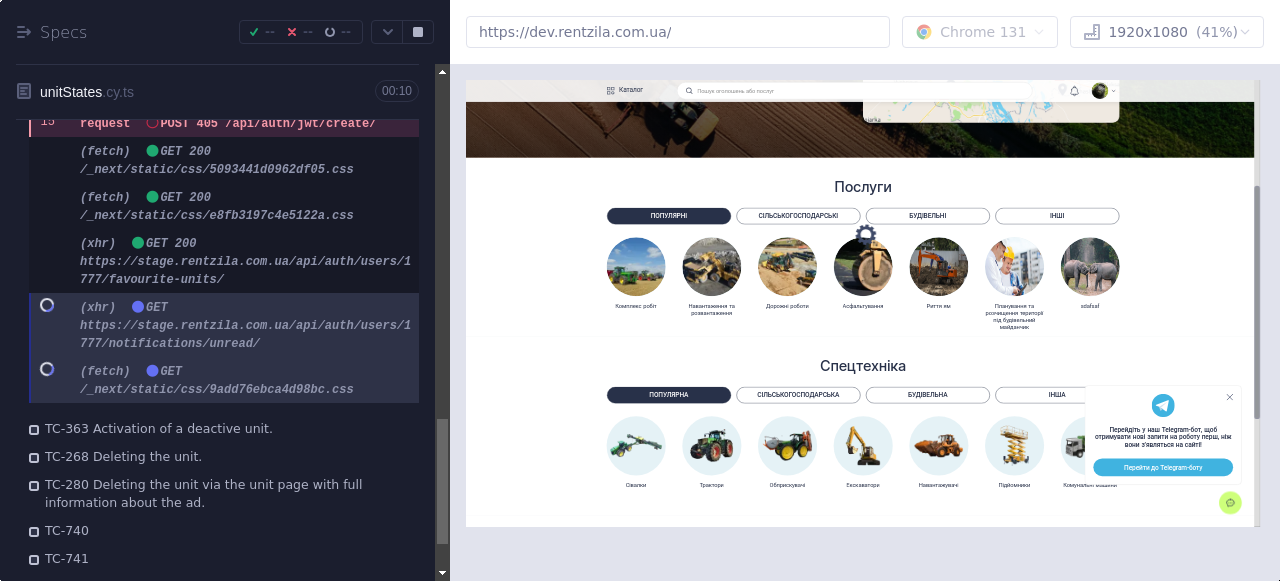 Specs
--
--
--
https://dev.rentzila.com.ua/
Chrome 131
1920x1080 (41%)
unitStates.cy.ts
00:10
15 request POST 405 /api/auth/jwt/create/
(fetch) GET 200
/_next/static/css/5093441d0962df05.css
(fetch) GET 200
/_next/static/css/e8fb3197c4e5122a.css
(xhr) GET 200
https://stage.rentzila.com.ua/api/auth/users/1
777/favourite-units/
(xhr) GET
https://stage.rentzila.com.ua/api/auth/users/1
777/notifications/unread/
(fetch) GET
/_next/static/css/9add76ebca4d98bc.css
TC-363 Activation of a deactive unit.
TC-268 Deleting the unit.
TC-280 Deleting the unit via the unit page with full
information about the ad.
TC-740
TC-741
Каталог
Пошук оголошень або послуг
Послуги
ПОПУЛЯРНІ
СІЛЬСЬКОГОСПОДАРСЬКІ
БУДІВЕЛЬНІ
ІНШІ
Комплекс робіт
Навантаження та
розвантаження
Дорожні роботи
Асфальтування
Риття ям
Планування та
розчищення території
під будівельний
майданчик
sdafsaf
Спецтехніка
ПОПУЛЯРНА
СІЛЬСЬКОГОСПОДАРСЬКА
БУДІВЕЛЬНА
ІНША
Сівалки
Трактори
Обприскувачі
Екскаватори
Навантажувачі
Підйомники
Комунальні машини
Перейдіть у наш Telegram-бот, щоб
отримувати нові запити на роботу перш, ніж
вони з'являться на сайті!
Перейти до Telegram-боту